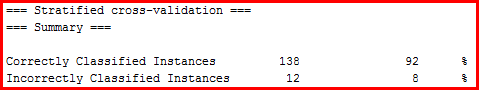 === Stratified cross-validation ===
=== Summary ===
Correctly Classified Instances 138 92 %
Incorrectly Classified Instances 12 8 %